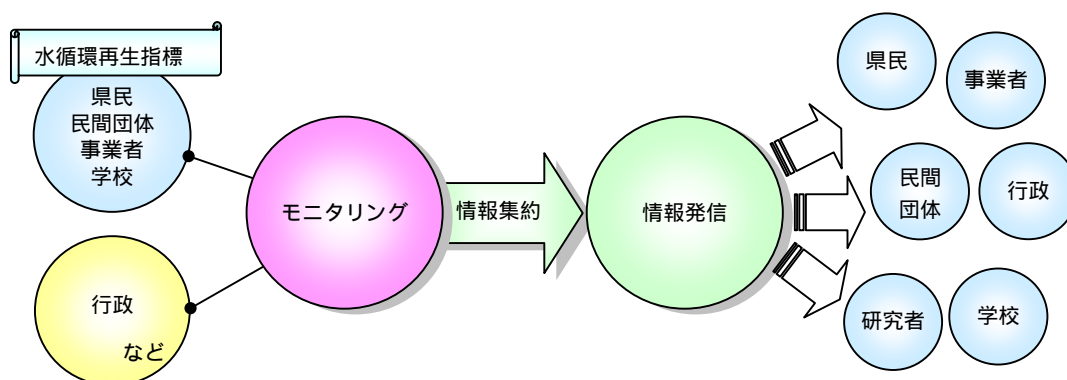 水循環再生指標
県民
民間団体
事業者
学校
行政
など
モニタリング
情報集約
情報発信
県民
事業者
民間
団体
行政
研究者
学校